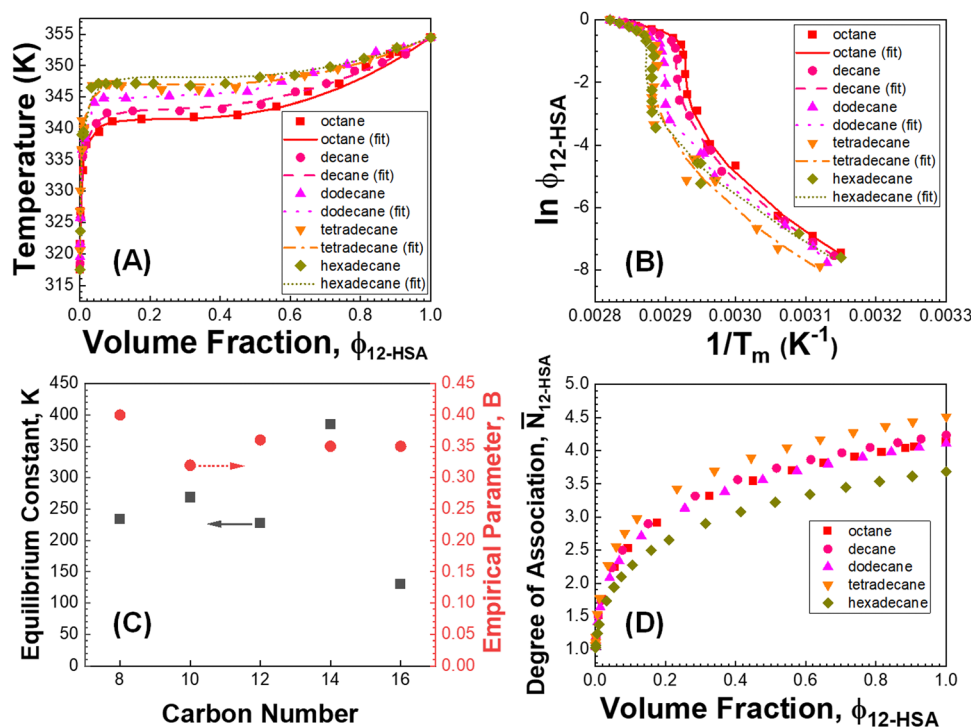 Temperature (K)
355
350
345
340
335
330
325
320
315
0.0 0.2 0.4 0.6 0.8 1.0
Volume Fraction, ϕ12-HSA
(A)
octane
octane (fit)
decane
decane (fit)
dodecane
dodecane (fit)
tetradecane
tetradecane (fit)
hexadecane
hexadecane (fit)
ln ϕ12-HSA
0
-2
-4
-6
-8
0.0028 0.0029 0.0030 0.0031 0.0032 0.0033
1/Tm (K-1)
(B)
octane
octane (fit)
decane
decane (fit)
dodecane
dodecane (fit)
tetradecane
tetradecane (fit)
hexadecane
hexadecane (fit)
Equilibrium Constant, K
450
400
350
300
250
200
150
100
50
0
8 10 12 14 16
Carbon Number
(C)
0.45
0.40
0.35
0.30
0.25
0.20
0.15
0.10
0.05
0.00
Empirical Parameter, B
Degree of Association, N̅12-HSA
5.0
4.5
4.0
3.5
3.0
2.5
2.0
1.5
1.0
0.0 0.2 0.4 0.6 0.8 1.0
Volume Fraction, ϕ12-HSA
(D)
octane
decane
dodecane
tetradecane
hexadecane